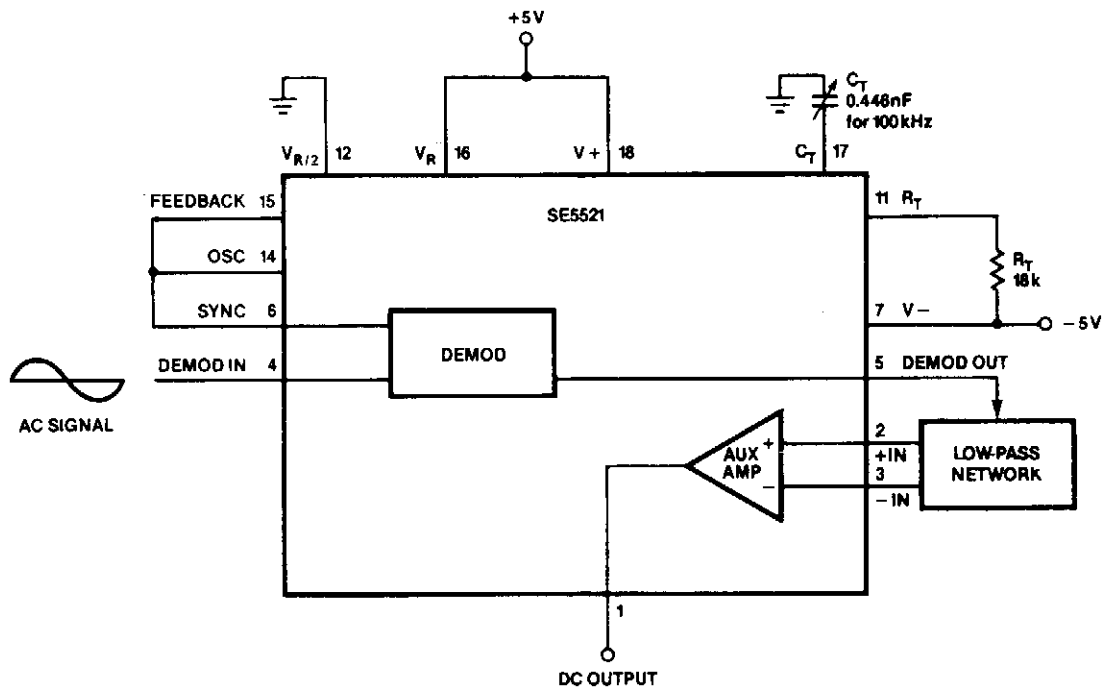 +5V
C_T
0.446nF
for 100kHz
V_R/2 12
V_R 16
V+ 18
C_T 17
FEEDBACK 15
SE5521
11 R_T
OSC 14
R_T
18k
SYNC 6
7 V−
−5V
DEMOD
DEMOD IN 4
5 DEMOD OUT
AC SIGNAL
AUX
AMP
+
−
2
+IN
3
−IN
LOW-PASS
NETWORK
1
DC OUTPUT